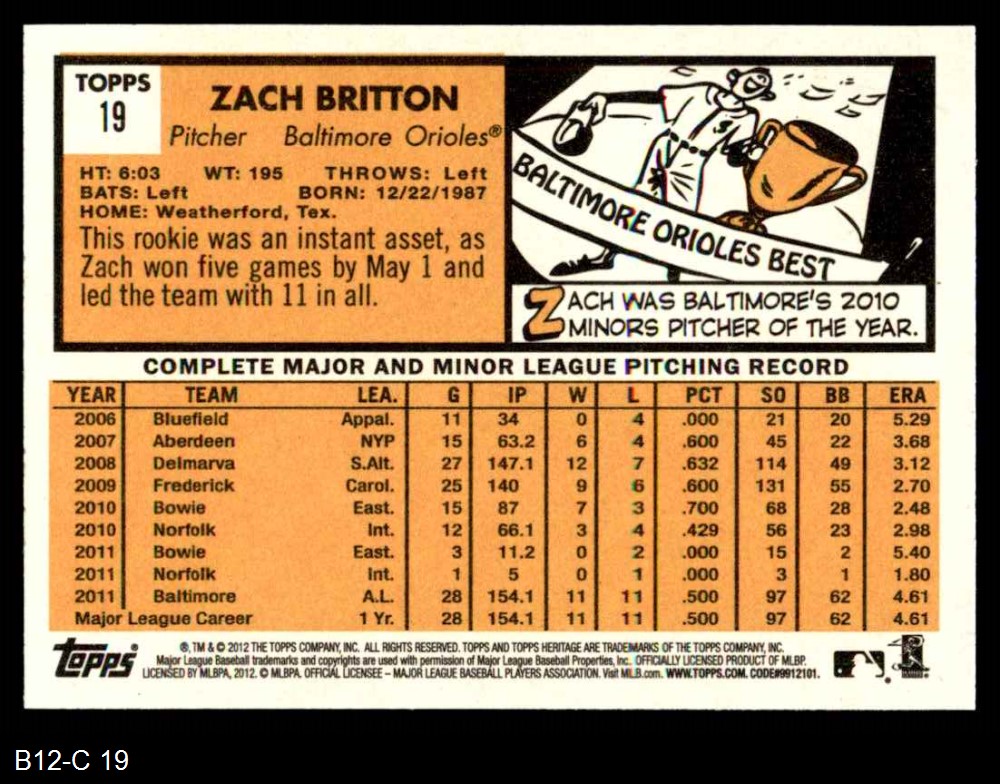 TOPPS
19
ZACH BRITTON
Pitcher Baltimore Orioles®
HT: 6:03 WT: 195 THROWS: Left
BATS: Left BORN: 12/22/1987
HOME: Weatherford, Tex.
This rookie was an instant asset, as
Zach won five games by May 1 and
led the team with 11 in all.
BALTIMORE ORIOLES BEST
ZACH WAS BALTIMORE'S 2010
MINORS PITCHER OF THE YEAR.
COMPLETE MAJOR AND MINOR LEAGUE PITCHING RECORD
YEAR TEAM LEA. G IP W L PCT SO BB ERA
2006 Bluefield Appal. 11 34 0 4 .000 21 20 5.29
2007 Aberdeen NYP 15 63.2 6 4 .600 45 22 3.68
2008 Delmarva S.Alt. 27 147.1 12 7 .632 114 49 3.12
2009 Frederick Carol. 25 140 9 6 .600 131 55 2.70
2010 Bowie East. 15 87 7 3 .700 68 28 2.48
2010 Norfolk Int. 12 66.1 3 4 .429 56 23 2.98
2011 Bowie East. 3 11.2 0 2 .000 15 2 5.40
2011 Norfolk Int. 1 5 0 1 .000 3 1 1.80
2011 Baltimore A.L. 28 154.1 11 11 .500 97 62 4.61
Major League Career 1 Yr. 28 154.1 11 11 .500 97 62 4.61
topps®
®, TM & © 2012 THE TOPPS COMPANY, INC. ALL RIGHTS RESERVED. TOPPS AND TOPPS HERITAGE ARE TRADEMARKS OF THE TOPPS COMPANY, INC.
Major League Baseball trademarks and copyrights are used with permission of Major League Baseball Properties, Inc. OFFICIALLY LICENSED PRODUCT OF MLBP.
LICENSED BY MLBPA, 2012. © MLBPA. OFFICIAL LICENSEE – MAJOR LEAGUE BASEBALL PLAYERS ASSOCIATION. Visit MLB.com. WWW.TOPPS.COM. CODE#9912101.
B12-C 19